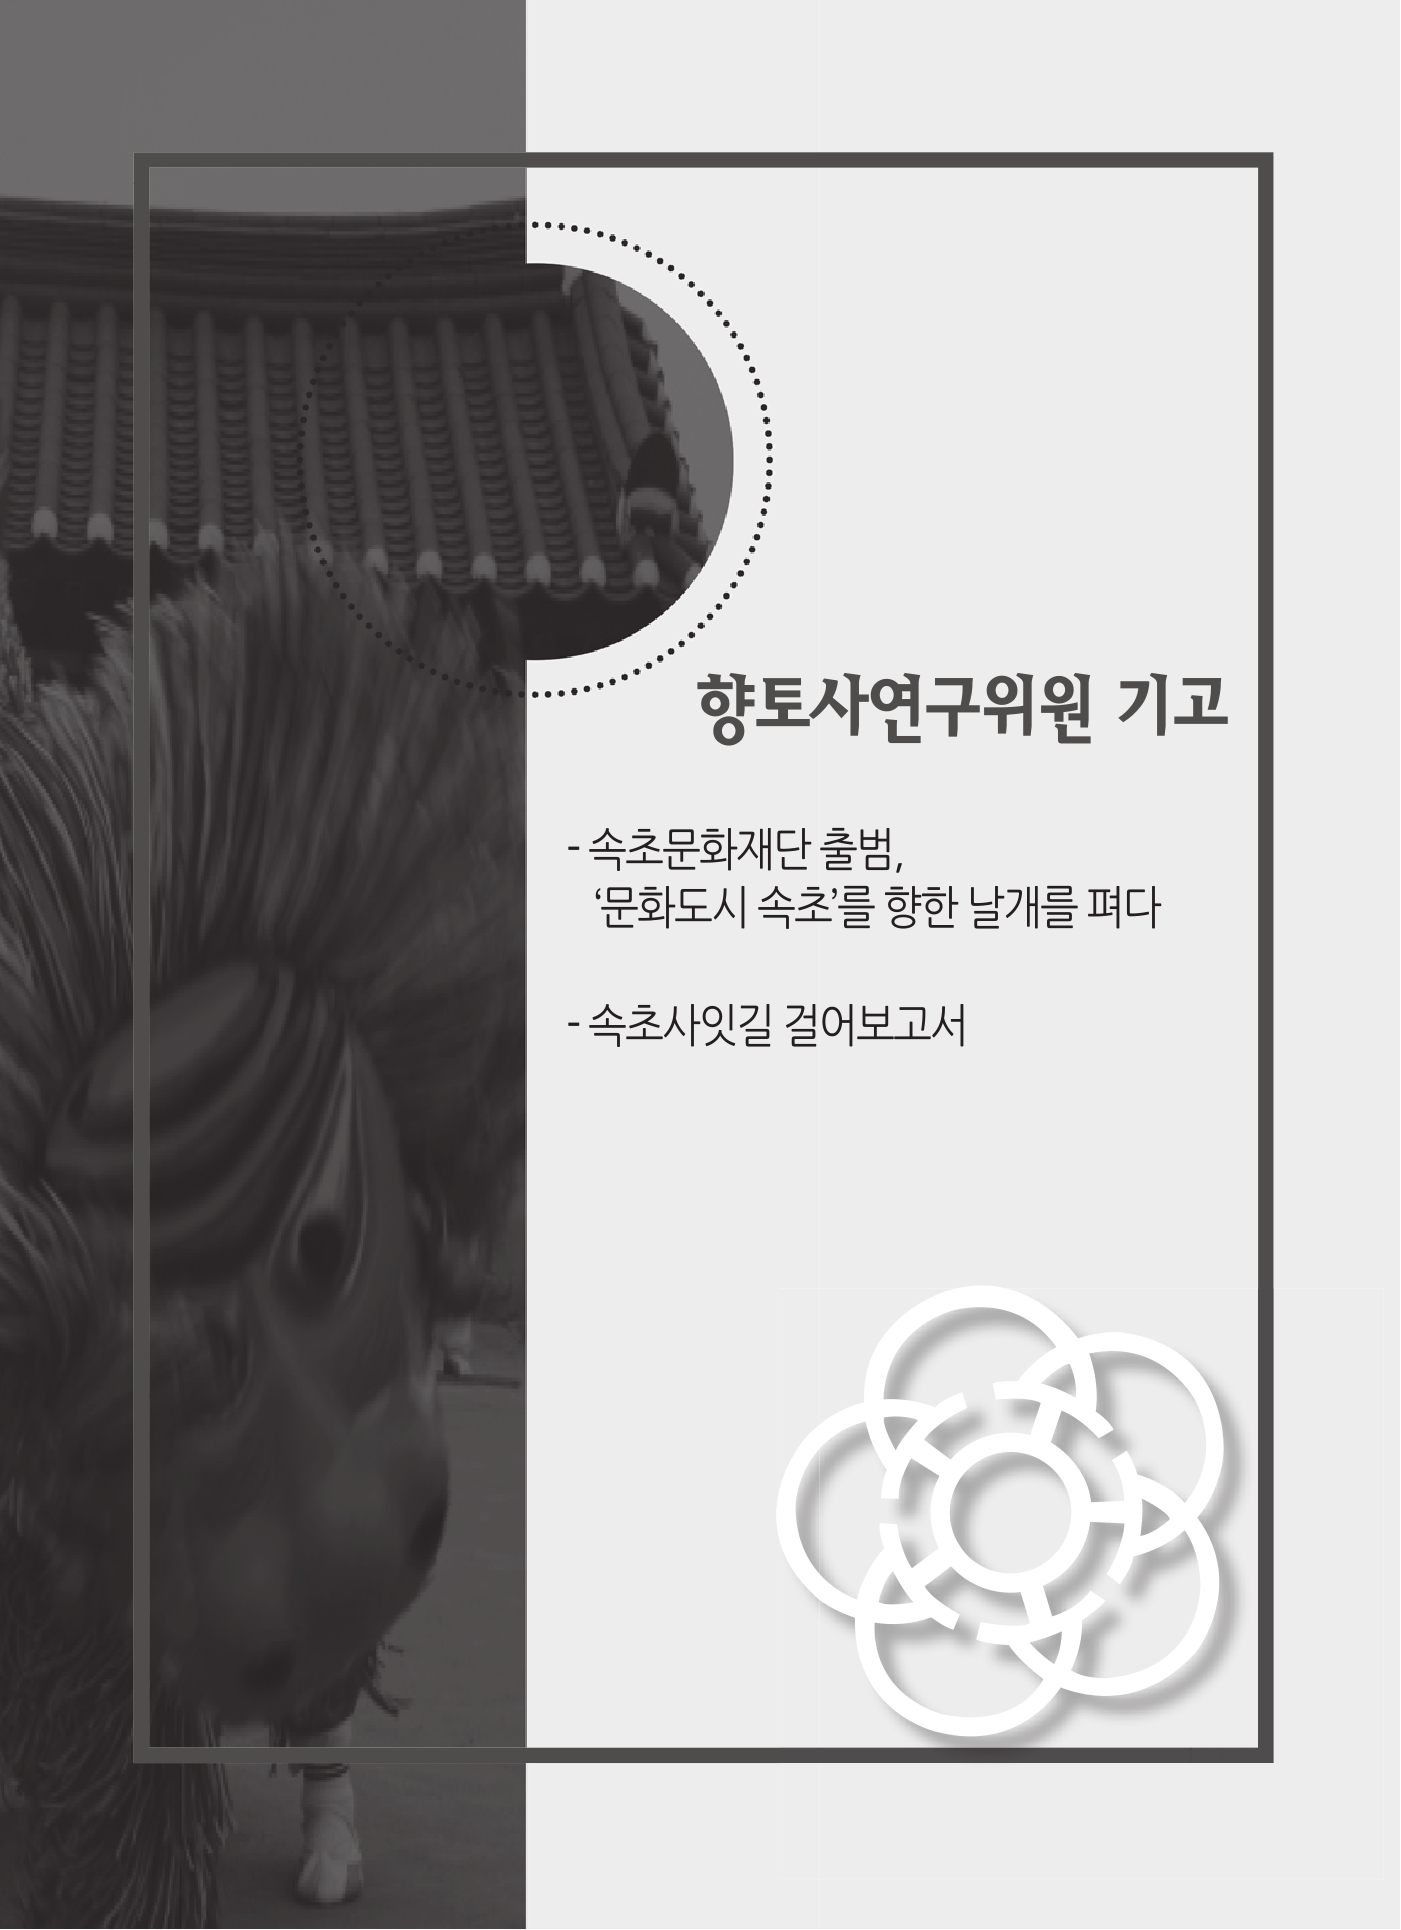 향토사연구위원 기고
- 속초문화재단 출범,
‘문화도시 속초’를 향한 날개를 펴다
- 속초사잇길 걸어보고서